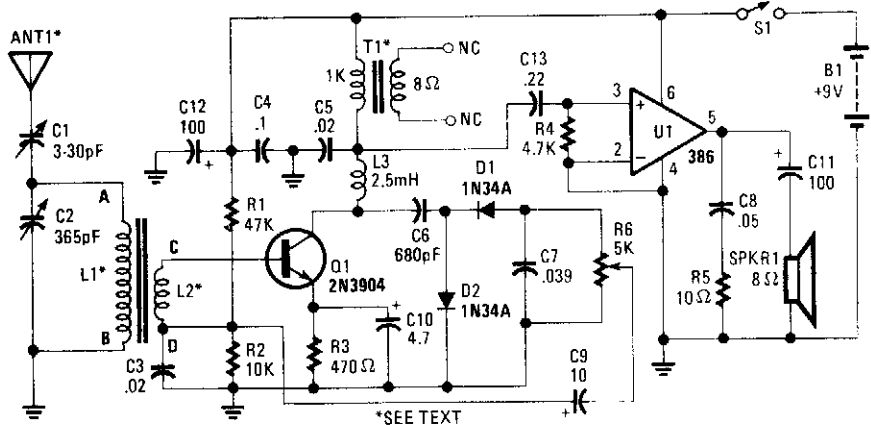 ANT1*
C1
3-30pF
C2
365pF
A
L1*
B
C
L2*
D
C3
.02
C12
100
+
C4
.1
C5
.02
T1*
1K
8Ω
NC
NC
L3
2.5mH
R1
47K
R2
10K
Q1
2N3904
R3
470Ω
+
C10
4.7
C6
680pF
D1
1N34A
D2
1N34A
C7
.039
R6
5K
C9
10
+
*SEE TEXT
C13
.22
R4
4.7K
3
+
2
−
U1
386
6
5
4
S1
B1
+9V
+
C11
100
C8
.05
R5
10Ω
SPKR1
8Ω